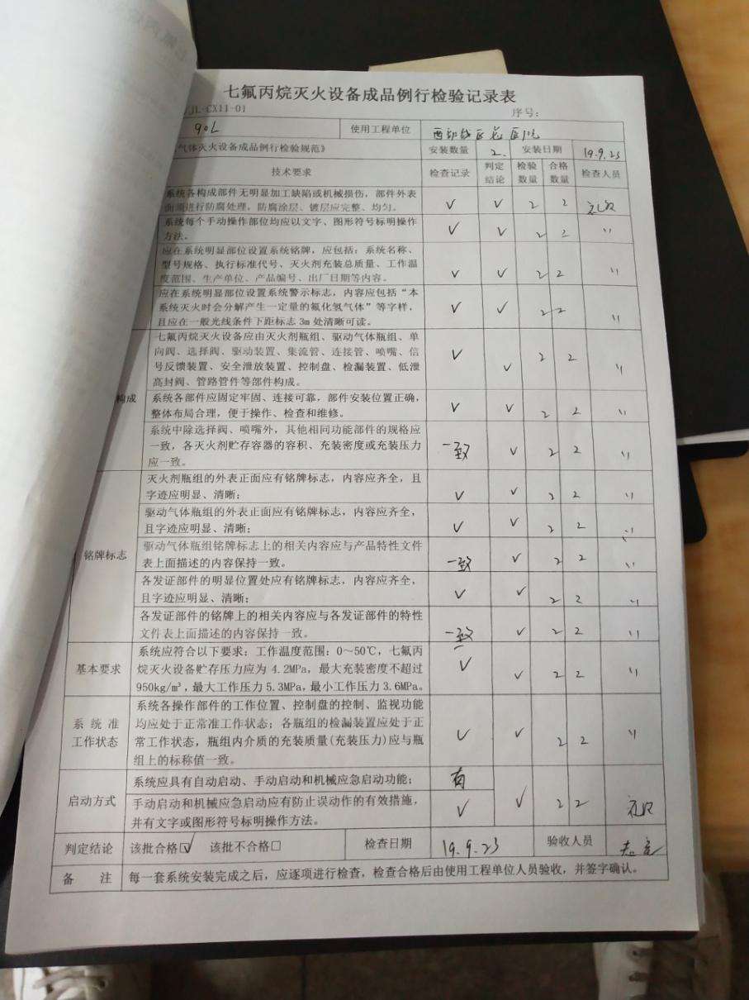 七氟丙烷灭火设备成品例行检验记录表
/JL-CX11-01
序号:
90L
使用工程单位
西部战区总医院
气体灭火设备成品例行检验规范》
安装数量
2.
安装日期
19.9.23
技术要求
检查记录
判定
结论
检验
数量
合格
数量
检查人员
系统各构成部件无明显加工缺陷或机械损伤，部件外表
面须进行防腐处理，防腐涂层、镀层应完整、均匀。
√ √ 2 2
系统每个手动操作部位均应以文字、图形符号标明操作
方法。
√ √ 2 2 〃
应在系统明显部位设置系统铭牌，应包括：系统名称、
型号规格、执行标准代号、灭火剂充装总质量、工作温
度范围、生产单位、产品编号、出厂日期等内容。
√ √ 2 2 〃
应在系统明显部位设置系统警示标志，内容应包括“本
系统灭火时会分解产生一定量的氟化氢气体”等字样，
且应在一般光线条件下距标志3m处清晰可读。
√ √ 2 2 〃
构成
七氟丙烷灭火设备应由灭火剂瓶组、驱动气体瓶组、单
向阀、选择阀、驱动装置、集流管、连接管、喷嘴、信
号反馈装置、安全泄放装置、控制盘、检漏装置、低泄
高封阀、管路管件等部件构成。
√ √ 2 2 〃
系统各部件应固定牢固、连接可靠，部件安装位置正确，
整体布局合理，便于操作、检查和维修。
√ √ 2 2 〃
系统中除选择阀、喷嘴外，其他相同功能部件的规格应
一致，各灭火剂贮存容器的容积、充装密度或充装压力
应一致。
一致 √ 2 2 〃
铭牌标志
灭火剂瓶组的外表正面应有铭牌标志，内容应齐全，且
字迹应明显、清晰；
√ √ 2 2 〃
驱动气体瓶组的外表正面应有铭牌标志，内容应齐全，
且字迹应明显、清晰；
√ √ 2 2 〃
驱动气体瓶组铭牌标志上的相关内容应与产品特性文件
表上面描述的内容保持一致。
一致 √ 2 2 〃
各发证部件的明显位置处应有铭牌标志，内容应齐全，
且字迹应明显、清晰；
√ √ 2 2 〃
各发证部件的铭牌上的相关内容应与各发证部件的特性
文件表上面描述的内容保持一致。
一致 √ 2 2 〃
基本要求
系统应符合以下要求：工作温度范围：0～50℃，七氟丙
烷灭火设备贮存压力应为 4.2MPa，最大充装密度不超过
950kg/m³，最大工作压力5.3MPa，最小工作压力3.6MPa。
√ √ 2 2 〃
系统准
工作状态
系统各操作部件的工作位置、控制盘的控制、监视功能
均应处于正常准工作状态；各瓶组的检漏装置应处于正
常工作状态，瓶组内介质的充装质量(充装压力)应与瓶
组上的标称值一致。
√ √ 2 2 〃
启动方式
系统应具有自动启动、手动启动和机械应急启动功能；
有
手动启动和机械应急启动应有防止误动作的有效措施，
并有文字或图形符号标明操作方法。
√ √ 2 2
判定结论
该批合格☑ 该批不合格□
检查日期
19.9.23
验收人员
备 注
每一套系统安装完成之后，应逐项进行检查，检查合格后由使用工程单位人员验收，并签字确认。